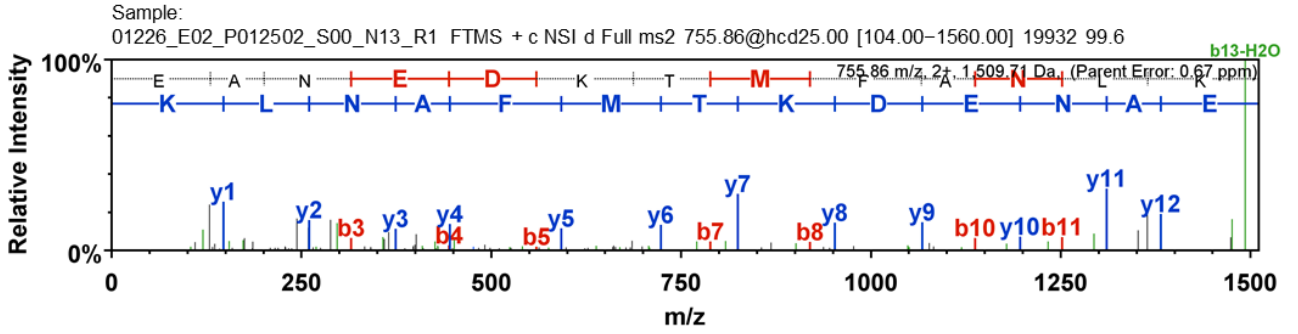 Sample:
01226_E02_P012502_S00_N13_R1 FTMS + c NSI d Full ms2 755.86@hcd25.00 [104.00-1560.00] 19932 99.6
b13-H2O
100%
755.86 m/z, 2+, 1,509.71 Da, (Parent Error: 0.67 ppm)
E A N E D K T M F A N L K
K L N A F M T K D E N A E
Relative Intensity
y1 y2 b3 y3 y4 b4 b5 y5 y6 b7 y7 b8 y8 y9 b10 y10 b11 y11 y12
0%
0 250 500 750 1000 1250 1500
m/z